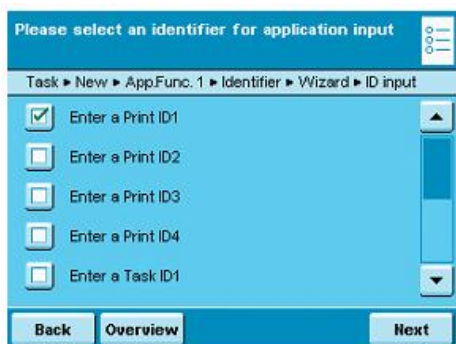 Please select an identifier for application input
Task ▸ New ▸ App.Func. 1 ▸ Identifier ▸ Wizard ▸ ID input
Enter a Print ID1
Enter a Print ID2
Enter a Print ID3
Enter a Print ID4
Enter a Task ID1
Back Overview Next